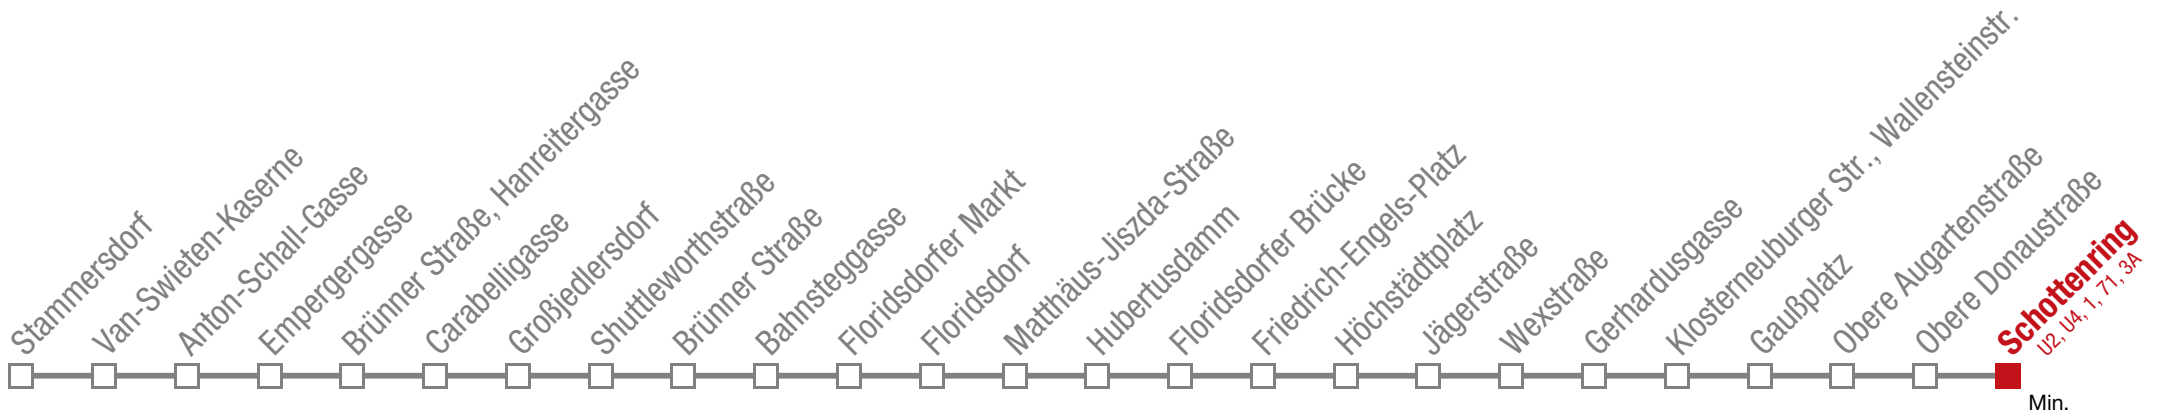 Stammersdorf
Van-Swieten-Kaserne
Anton-Schall-Gasse
Empergergasse
Brünner Straße, Hanreitergasse
Carabelligasse
Großjedlersdorf
Shuttleworthstraße
Brünner Straße
Bahnsteggasse
Floridsdorfer Markt
Floridsdorf
Matthäus-Jiszda-Straße
Hubertusdamm
Floridsdorfer Brücke
Friedrich-Engels-Platz
Höchstädtplatz
Jägerstraße
Wexstraße
Gerhardusgasse
Klosterneuburger Str., Wallensteinstr.
Gaußplatz
Obere Augartenstraße
Obere Donaustraße
Schottenring
U2, U4, 1, 71, 3A
Min.